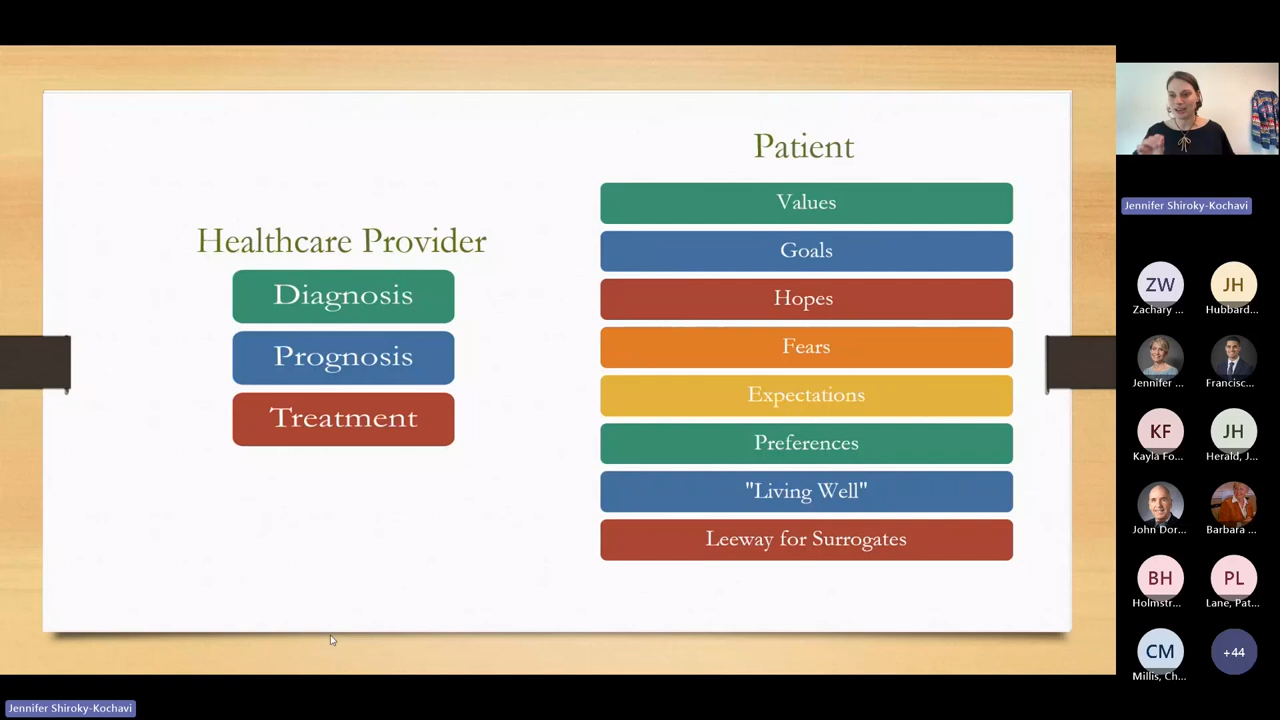 Healthcare Provider
Diagnosis
Prognosis
Treatment
Patient
Values
Goals
Hopes
Fears
Expectations
Preferences
"Living Well"
Leeway for Surrogates
Jennifer Shiroky-Kochavi
ZW
Zachary ...
JH
Hubbard...
Jennifer ...
Francisc...
KF
Kayla Fo...
JH
Herald, J...
John Dor...
Barbara ...
BH
Holmstr...
PL
Lane, Pat...
CM
Millis, Ch...
+44
Jennifer Shiroky-Kochavi